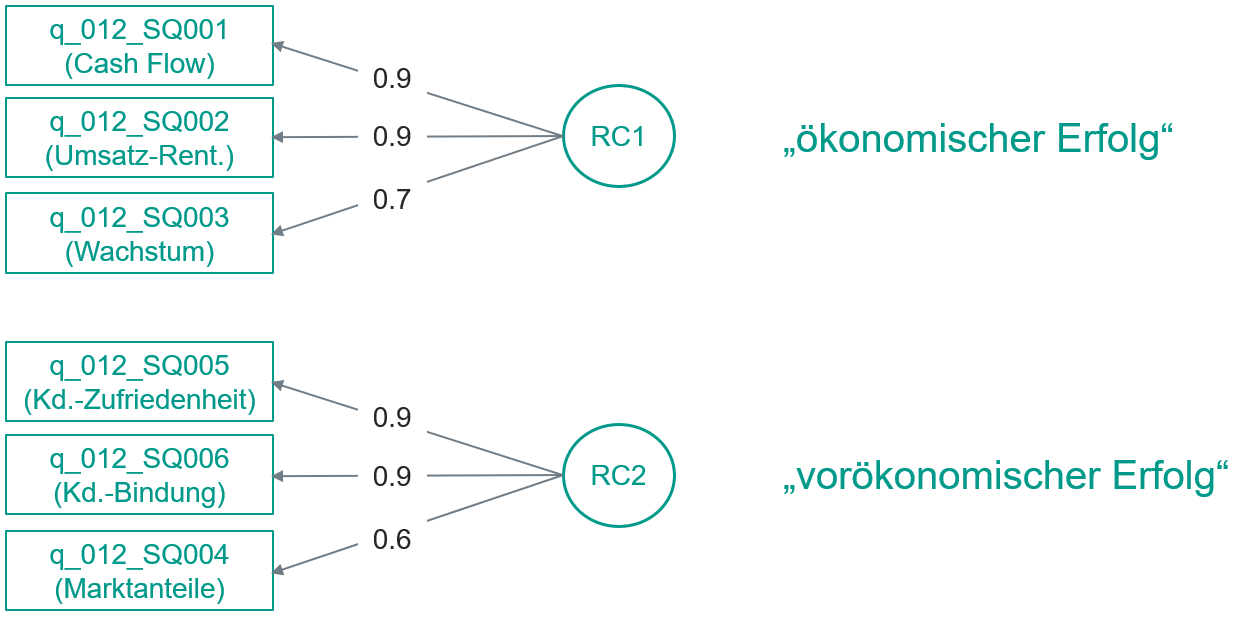 q_012_SQ001
(Cash Flow)
0.9
q_012_SQ002
(Umsatz-Rent.)
0.9
RC1
„ökonomischer Erfolg“
0.7
q_012_SQ003
(Wachstum)
q_012_SQ005
(Kd.-Zufriedenheit)
0.9
q_012_SQ006
(Kd.-Bindung)
0.9
RC2
„vorökonomischer Erfolg“
0.6
q_012_SQ004
(Marktanteile)